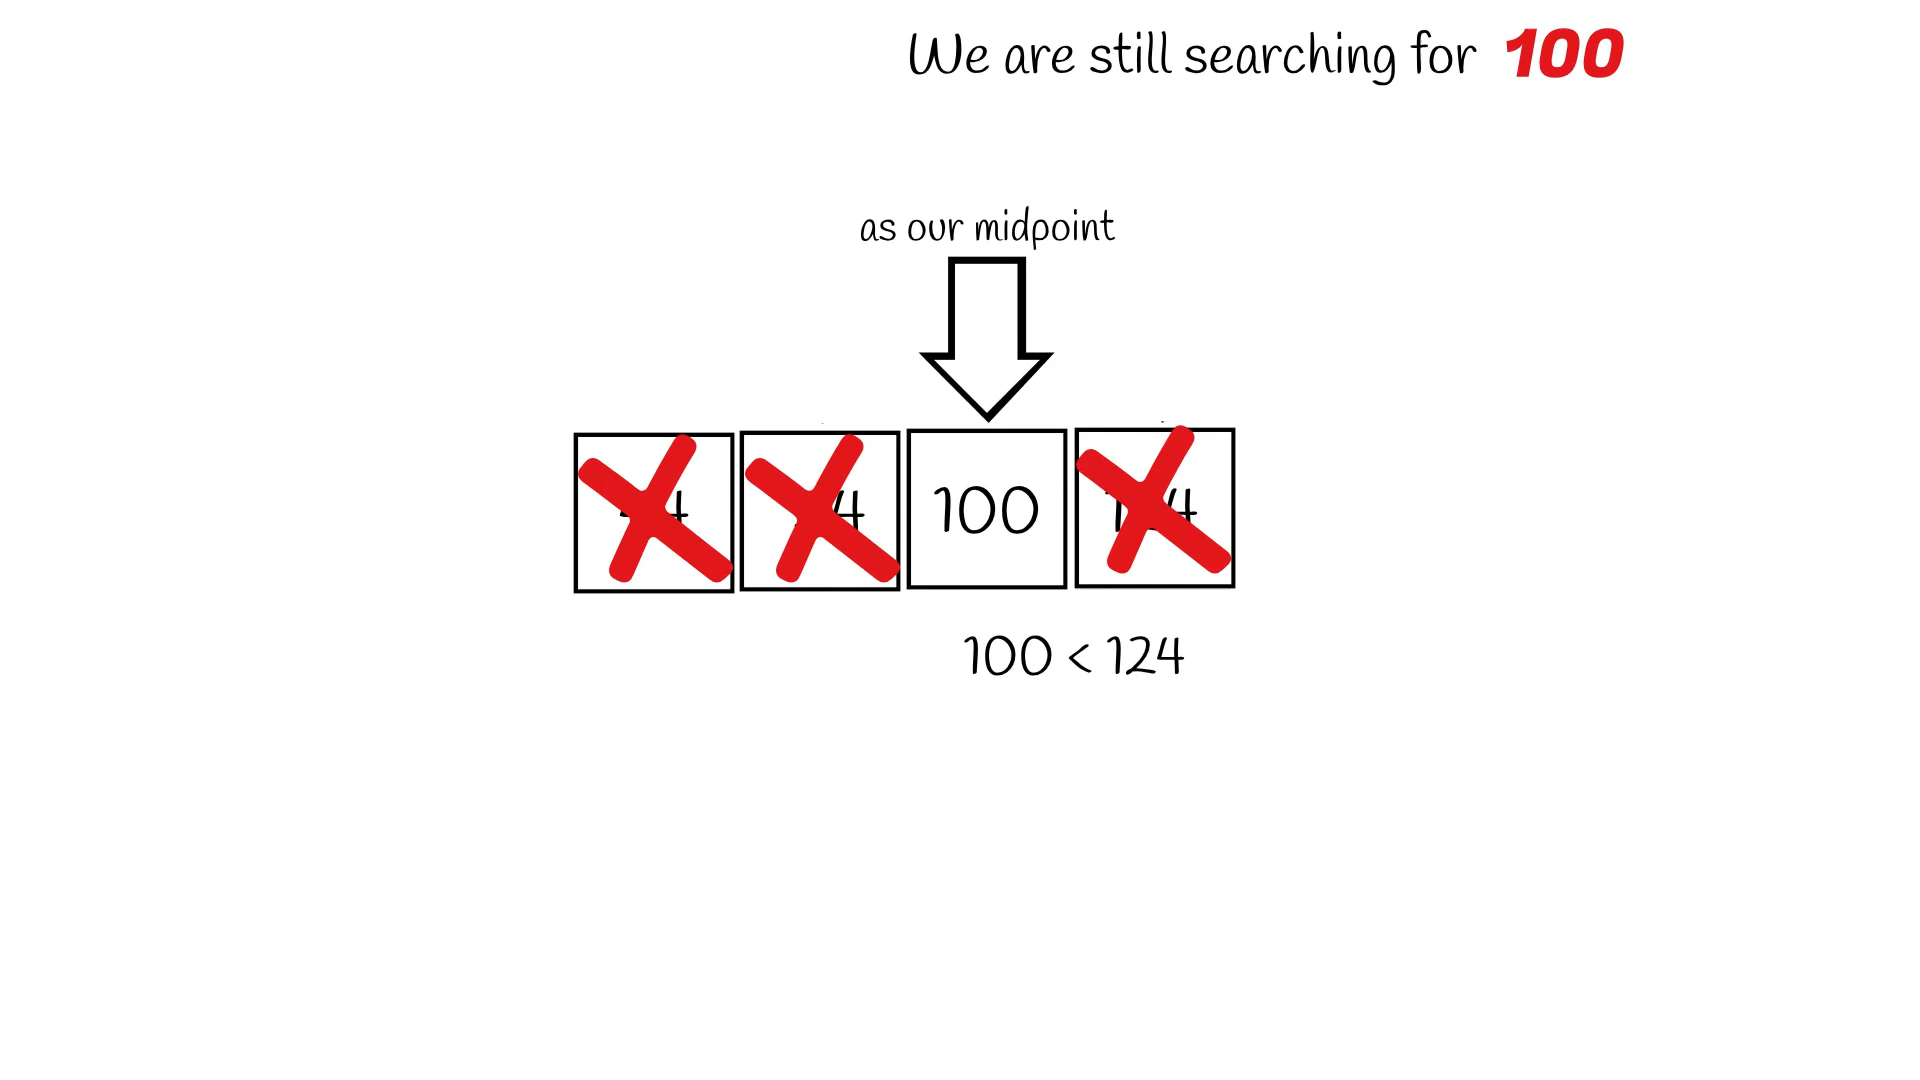 We are still searching for 100
as our midpoint
100
100 < 124